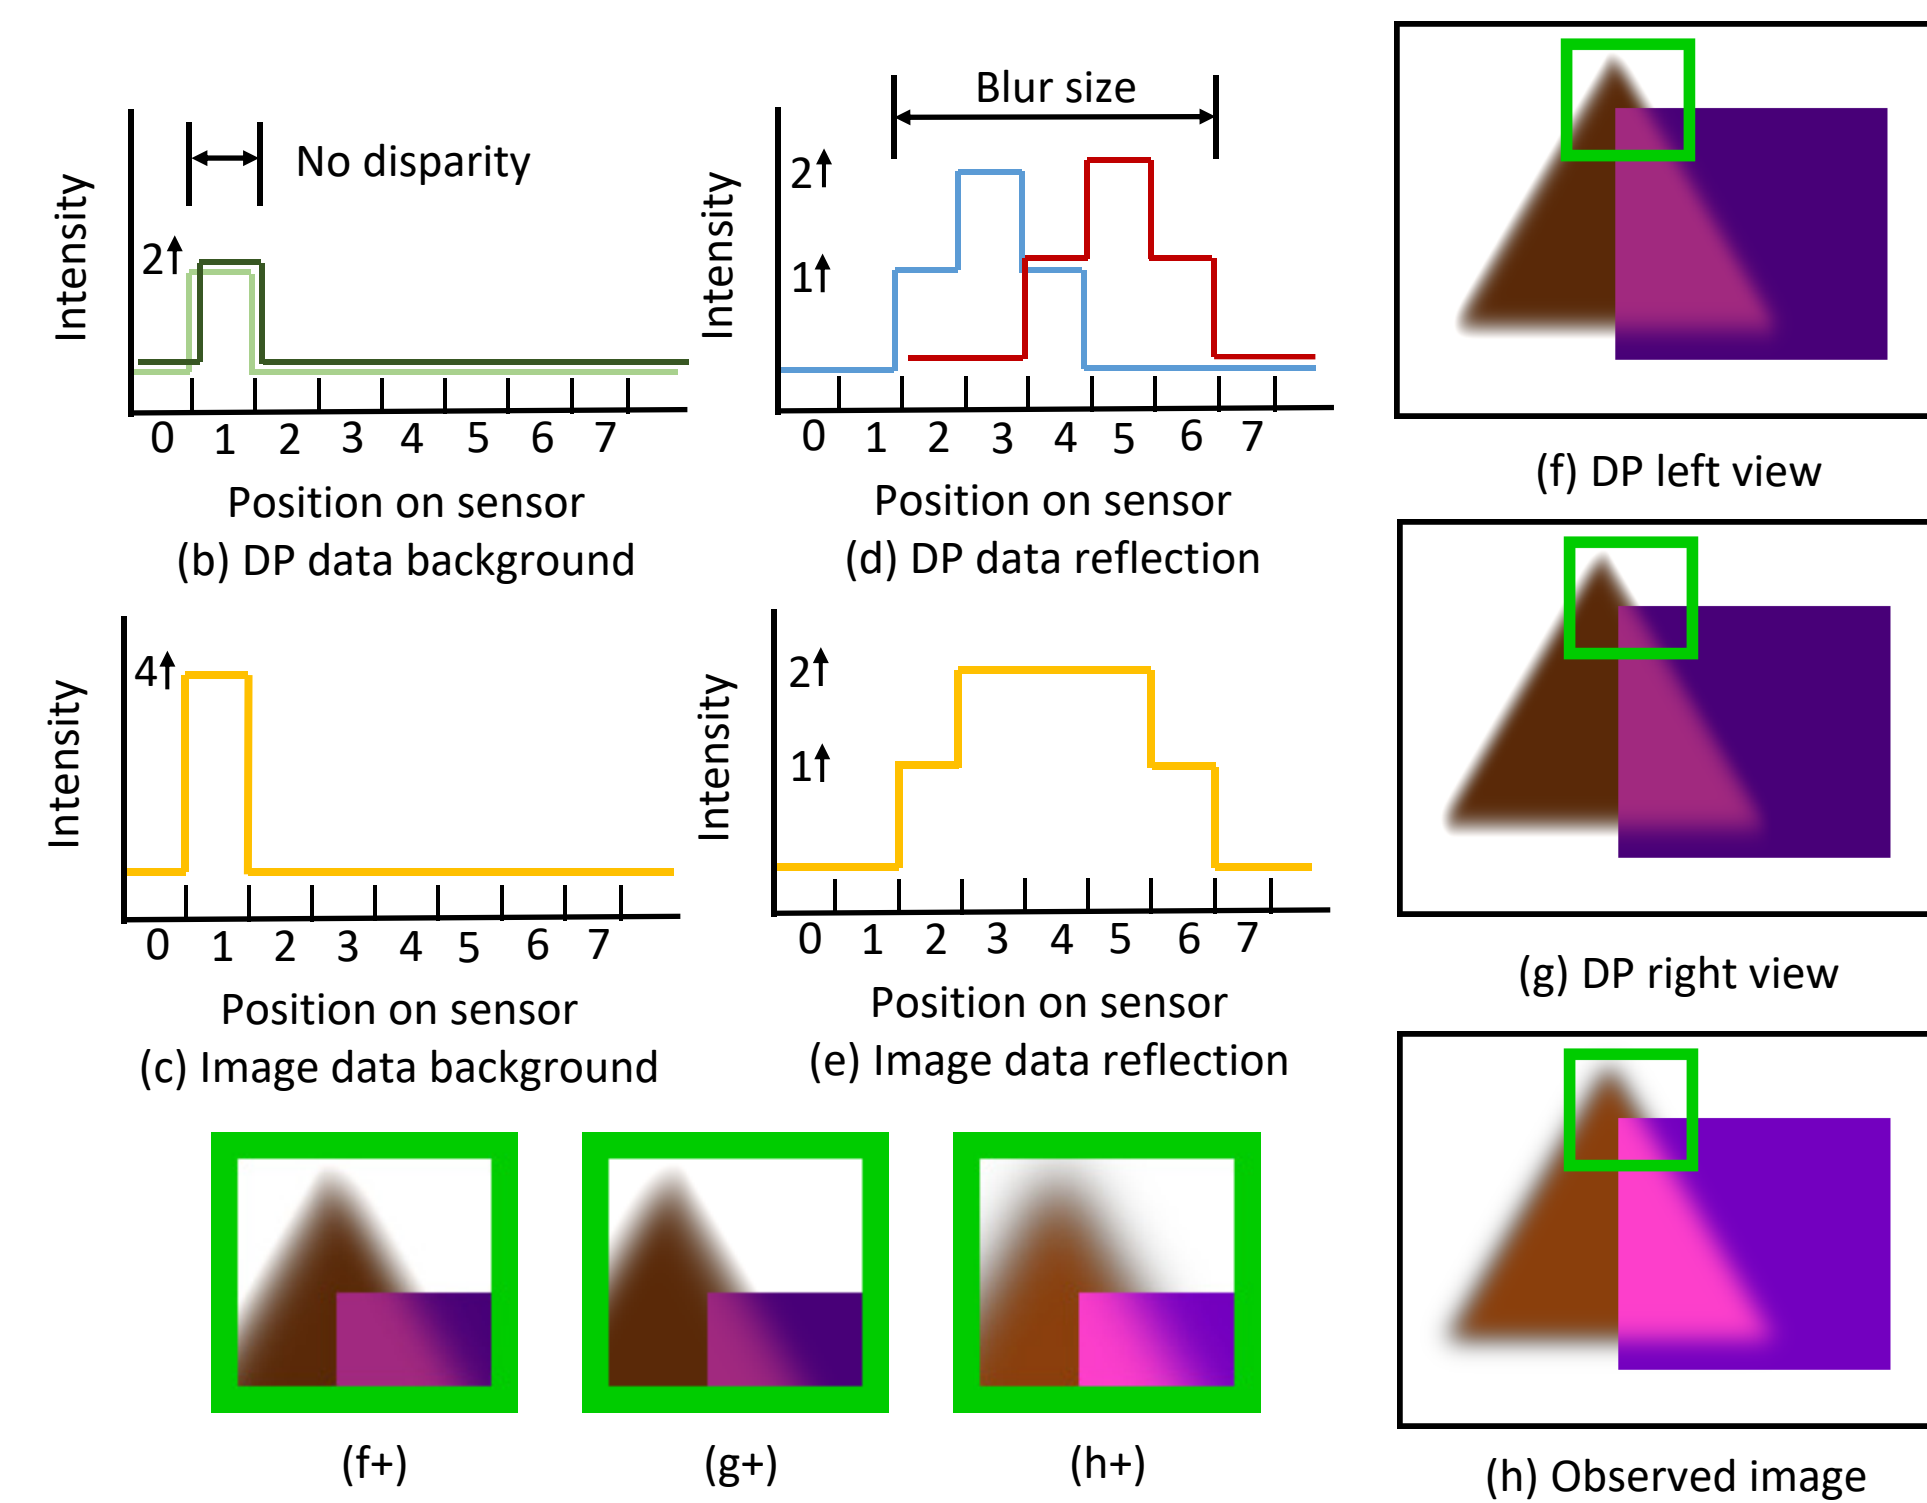 Intensity
2↑
No disparity
0 1 2 3 4 5 6 7
Position on sensor
(b) DP data background
Intensity
Blur size
2↑
1↑
0 1 2 3 4 5 6 7
Position on sensor
(d) DP data reflection
(f) DP left view
Intensity
4↑
0 1 2 3 4 5 6 7
Position on sensor
(c) Image data background
Intensity
2↑
1↑
0 1 2 3 4 5 6 7
Position on sensor
(e) Image data reflection
(g) DP right view
(f+)
(g+)
(h+)
(h) Observed image